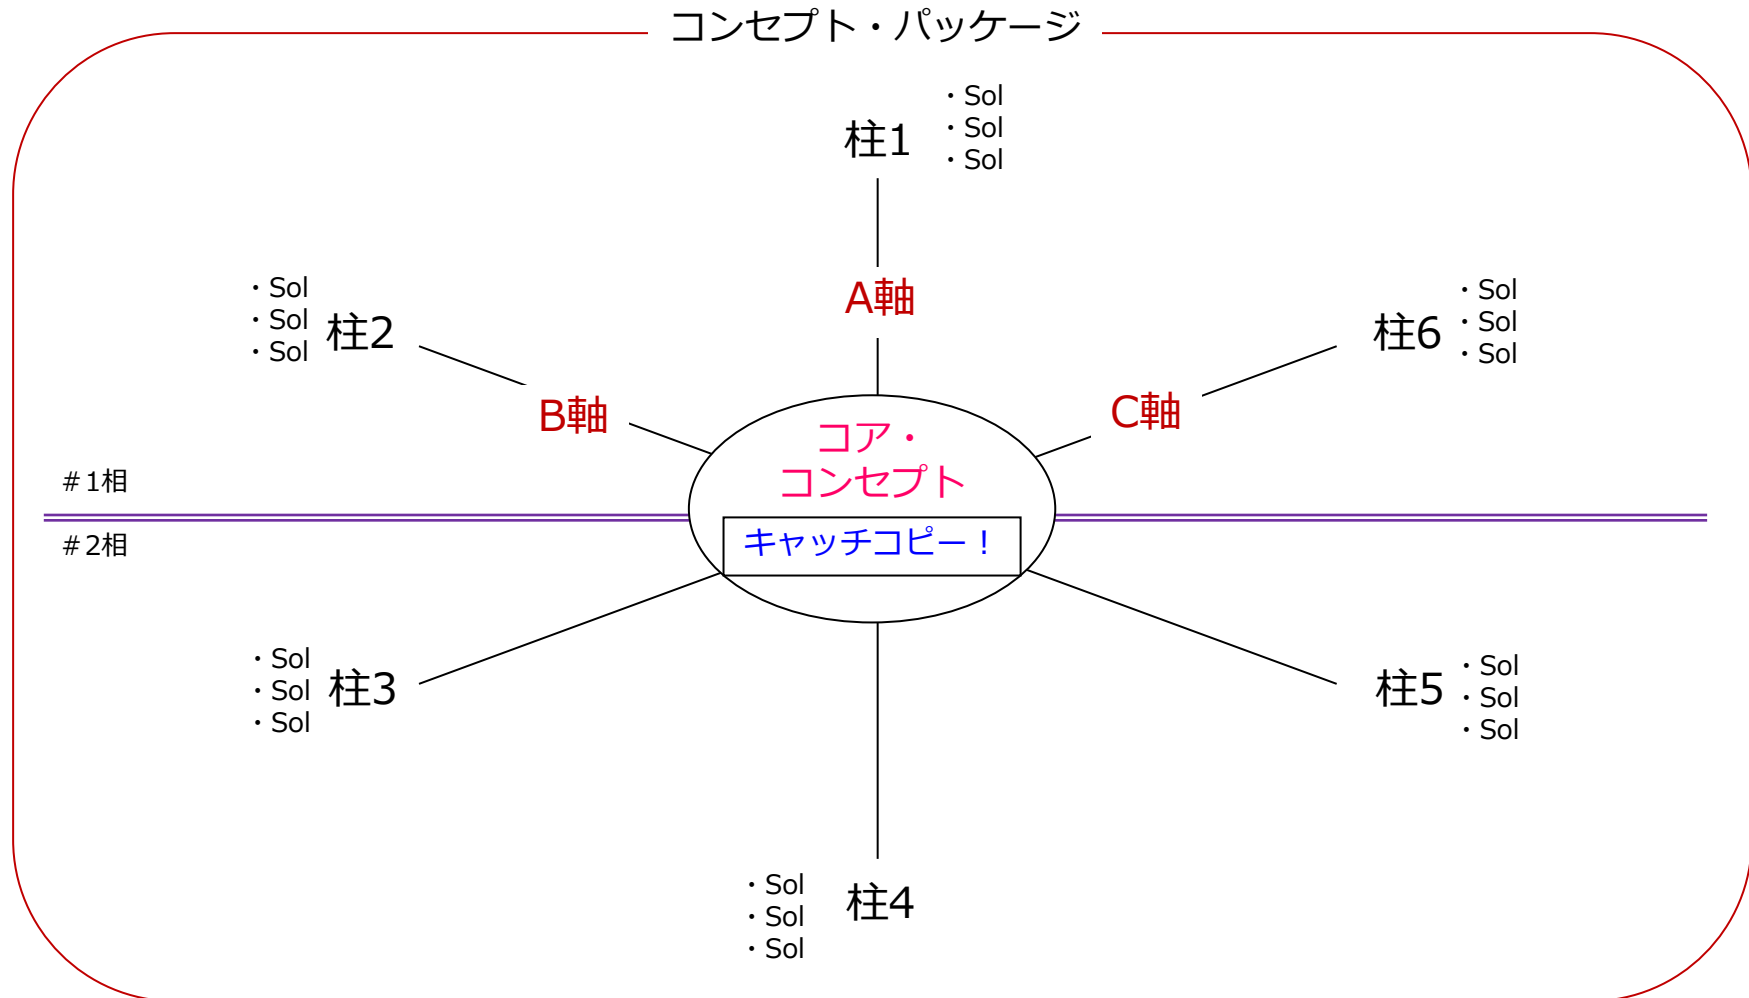 コンセプト・パッケージ
柱1
・Sol
・Sol
・Sol
A軸
・Sol
・Sol
・Sol
柱2
B軸
柱6
・Sol
・Sol
・Sol
C軸
コア・
コンセプト
キャッチコピー！
＃1相
＃2相
・Sol
・Sol
・Sol
柱3
柱5
・Sol
・Sol
・Sol
・Sol
・Sol
・Sol
柱4